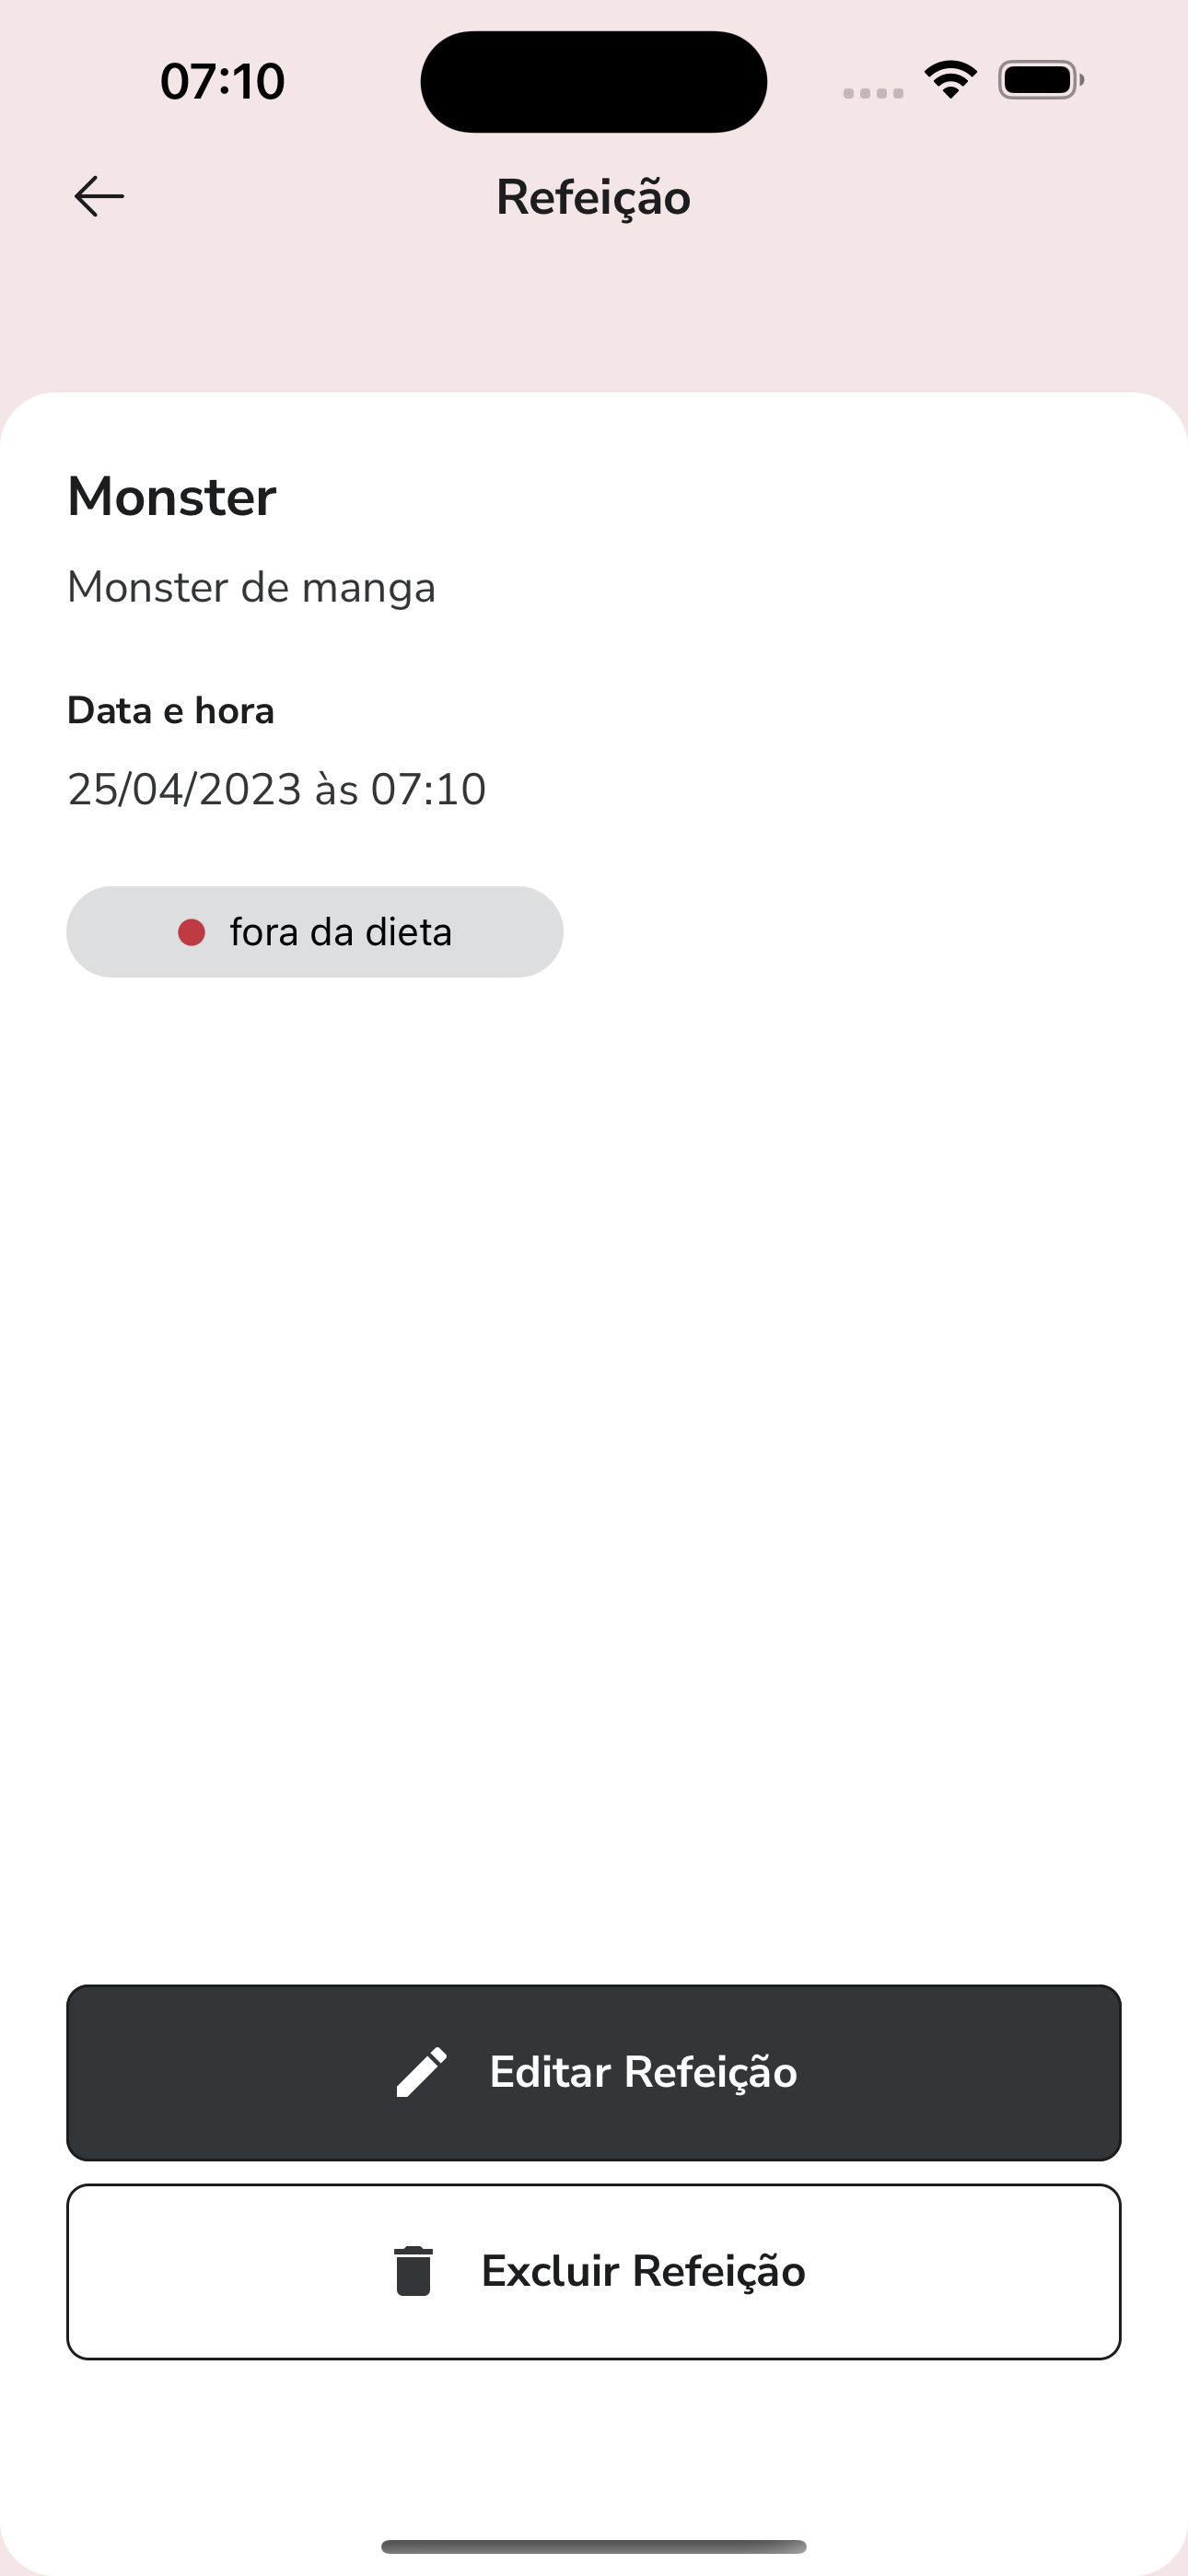 07:10
Refeição
Monster
Monster de manga
Data e hora
25/04/2023 às 07:10
fora da dieta
Editar Refeição
Excluir Refeição